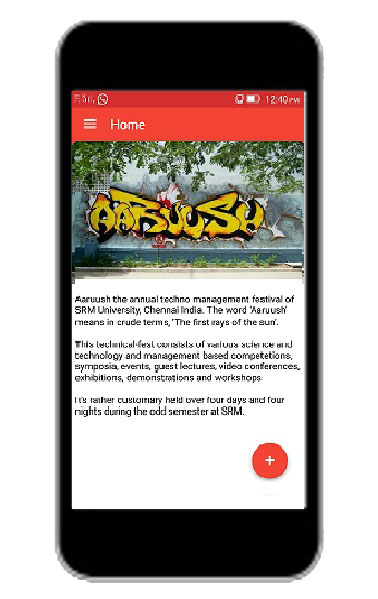 12:40 PM
Home
AARUUSH
Aaruush the annual techno management festival of
SRM University, Chennai India. The word 'Aaruush'
means in crude terms, 'The first rays of the sun'.
This technical fest consists of various science and
technology and management based competetions,
symposia, events, guest lectures, video conferences,
exhibitions, demonstrations and workshops.
It's rather customary held over four days and four
nights during the odd semester at SRM.
+